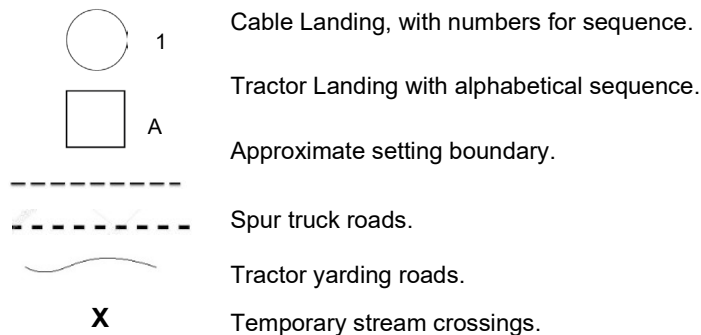 1 Cable Landing, with numbers for sequence.
A Tractor Landing with alphabetical sequence.
Approximate setting boundary.
Spur truck roads.
Tractor yarding roads.
X Temporary stream crossings.